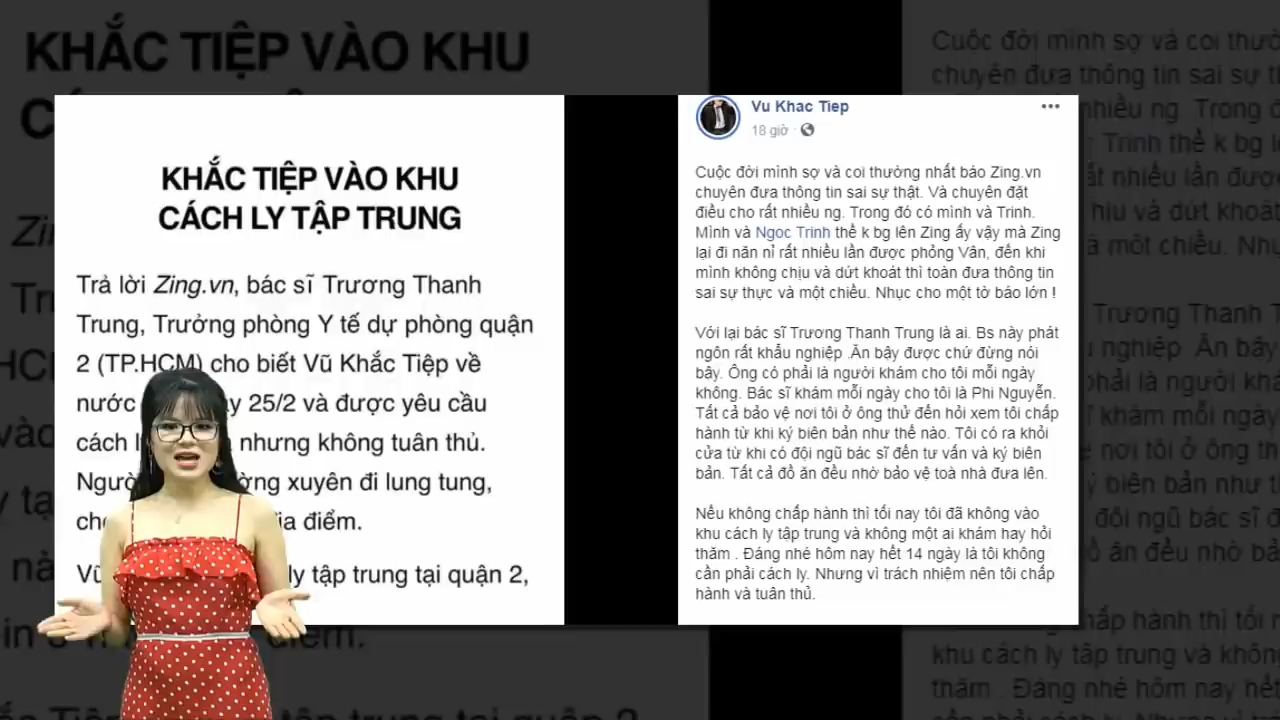 KHẮC TIỆP VÀO KHU
CÁCH LY TẬP TRUNG
Trả lời Zing.vn, bác sĩ Trương Thanh
Trung, Trưởng phòng Y tế dự phòng quận
2 (TP.HCM) cho biết Vũ Khắc Tiệp về
nước 25/2 và được yêu cầu
cách nhưng không tuân thủ.
xuyên đi lung tung,
điểm.
ly tập trung tại quận 2,
Vu Khac Tiep
18 giờ
Cuộc đời mình sợ và coi thường nhất báo Zing.vn
chuyên đưa thông tin sai sự thật. Và chuyên đặt
điều cho rất nhiều ng. Trong đó có mình và Trinh.
Mình và Ngoc Trinh thề k bg lên Zing ấy vậy mà Zing
lại đi năn nỉ rất nhiều lần được phỏng Vân, đến khi
mình không chịu và dứt khoát thì toàn đưa thông tin
sai sự thực và một chiều. Nhục cho một tờ báo lớn !
Với lại bác sĩ Trương Thanh Trung là ai. Bs này phát
ngôn rất khẩu nghiệp .Ăn bậy được chứ đừng nói
bậy. Ông có phải là người khám cho tôi mỗi ngày
không. Bác sĩ khám mỗi ngày cho tôi là Phi Nguyễn.
Tất cả bảo vệ nơi tôi ở ông thử đến hỏi xem tôi chấp
hành từ khi ký biên bản như thế nào. Tôi có ra khỏi
cửa từ khi có đội ngũ bác sĩ đến tư vấn và ký biên
bản. Tất cả đồ ăn đều nhờ bảo vệ toà nhà đưa lên.
Nếu không chấp hành thì tối nay tôi đã không vào
khu cách ly tập trung và không một ai khám hay hỏi
thăm . Đáng nhé hôm nay hết 14 ngày là tôi không
cần phải cách ly. Nhưng vì trách nhiệm nên tôi chấp
hành và tuân thủ.